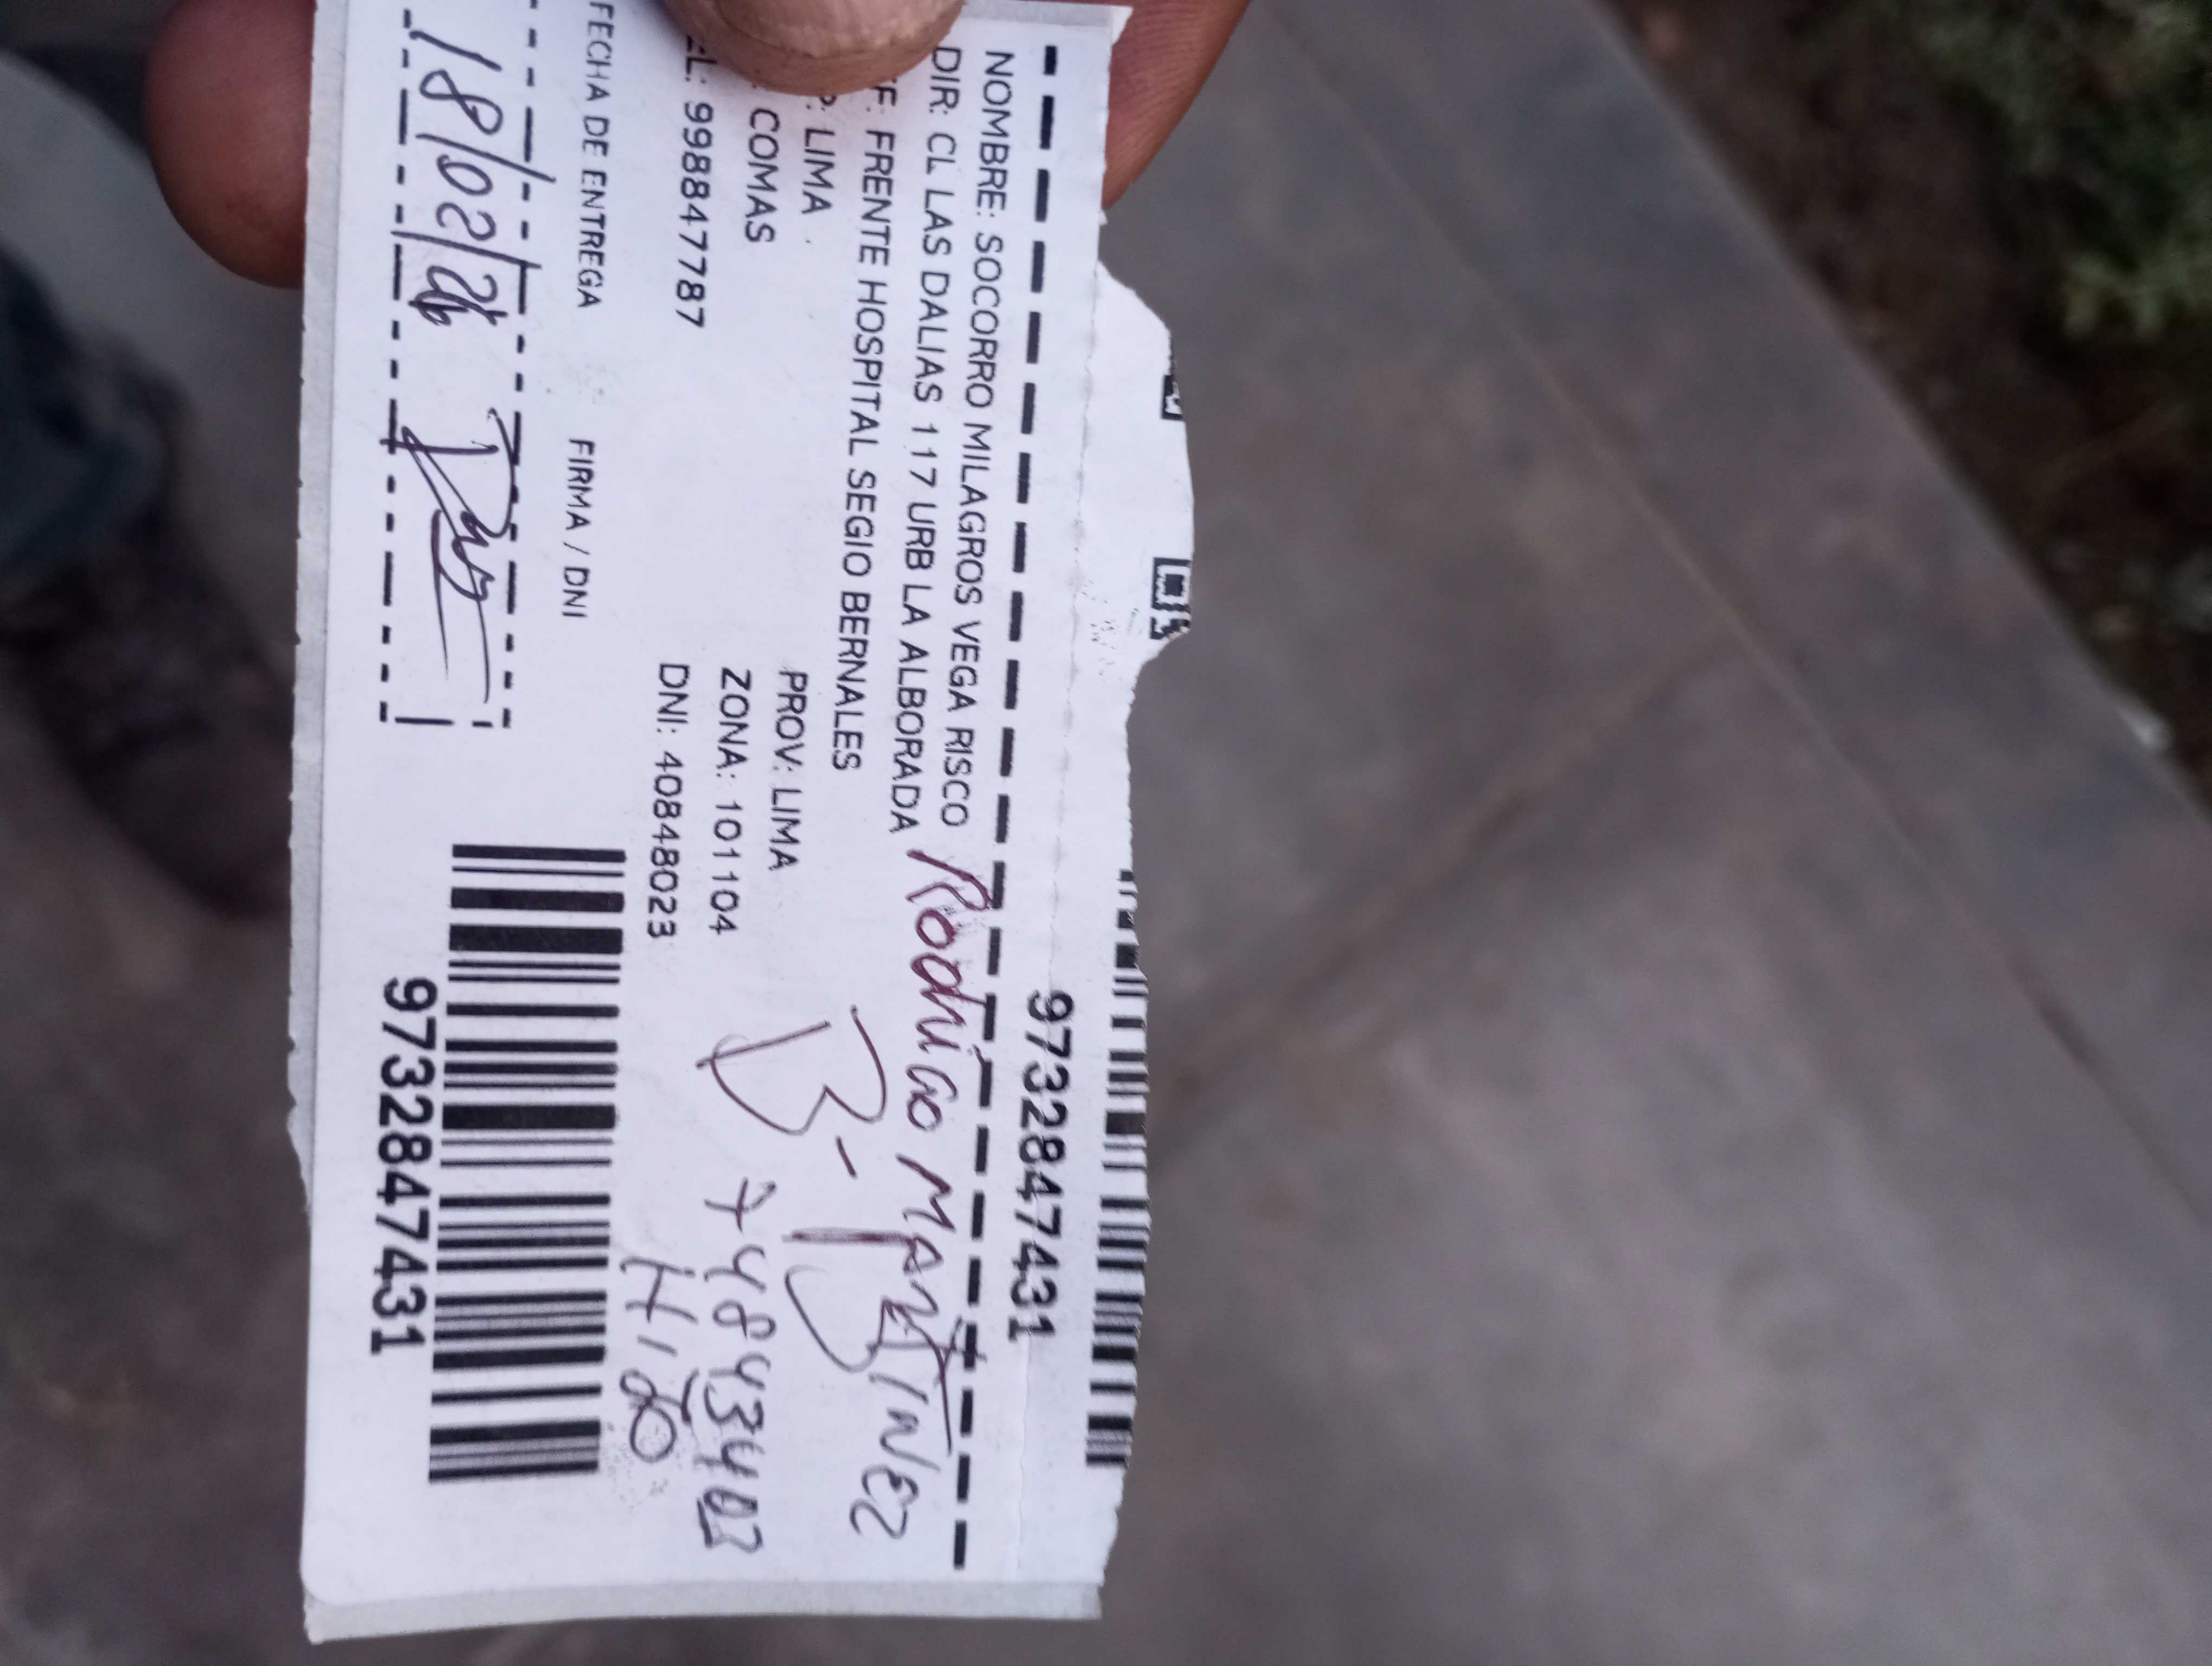 9732847431
NOMBRE: SOCORRO MILAGROS VEGA RISCO
DIR: CL LAS DALIAS 117 URB LA ALBORADA
FRENTE HOSPITAL SEGIO BERNALES
LIMA PROV: LIMA
COMAS ZONA: 101104
998847787 DNI: 40848023
Rodrigo MARTINEZ
Hijo
FECHA DE ENTREGA FIRMA / DNI
18/02/26
9732847431